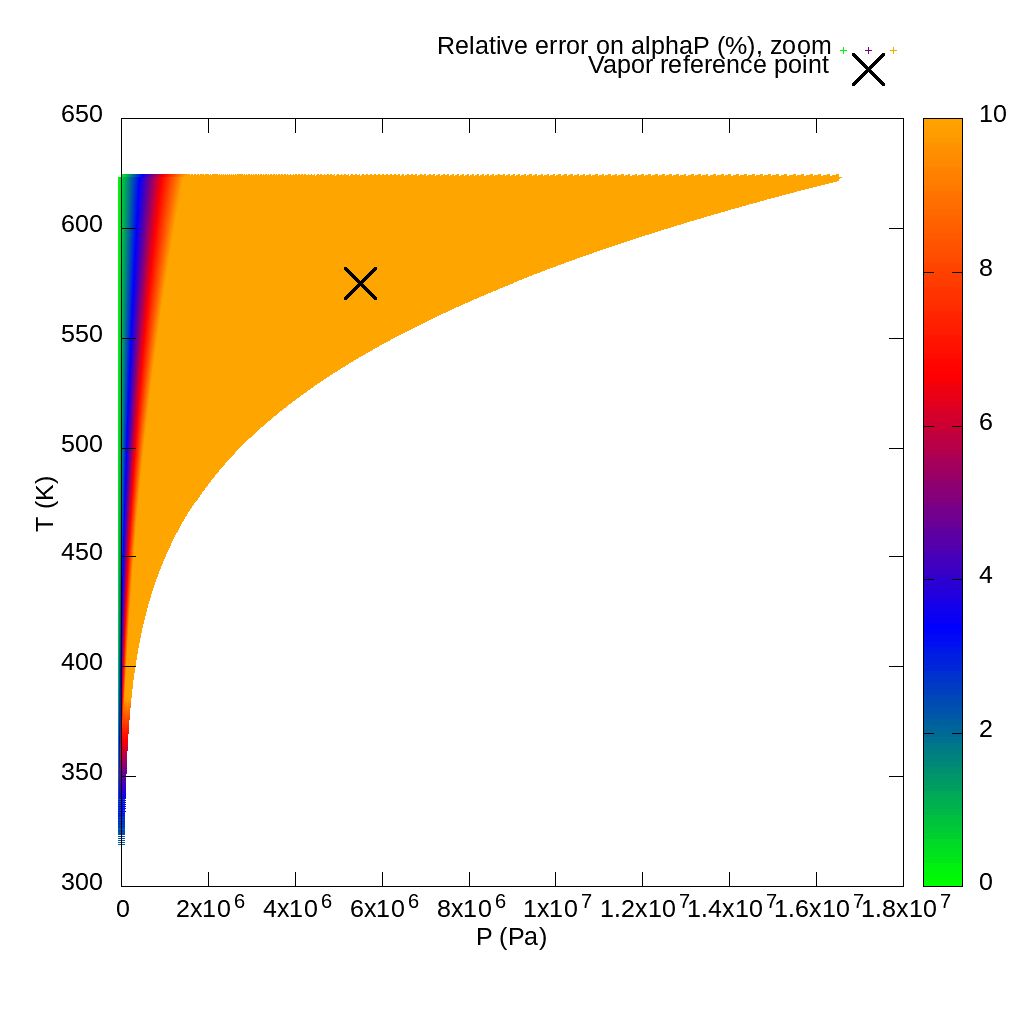 Relative error on alphaP (%), zoom
Vapor reference point
650
600
550
500
450
400
350
300
T (K)
0 2x10^6 4x10^6 6x10^6 8x10^6 1x10^7 1.2x10^7 1.4x10^7 1.6x10^7 1.8x10^7
P (Pa)
10
8
6
4
2
0